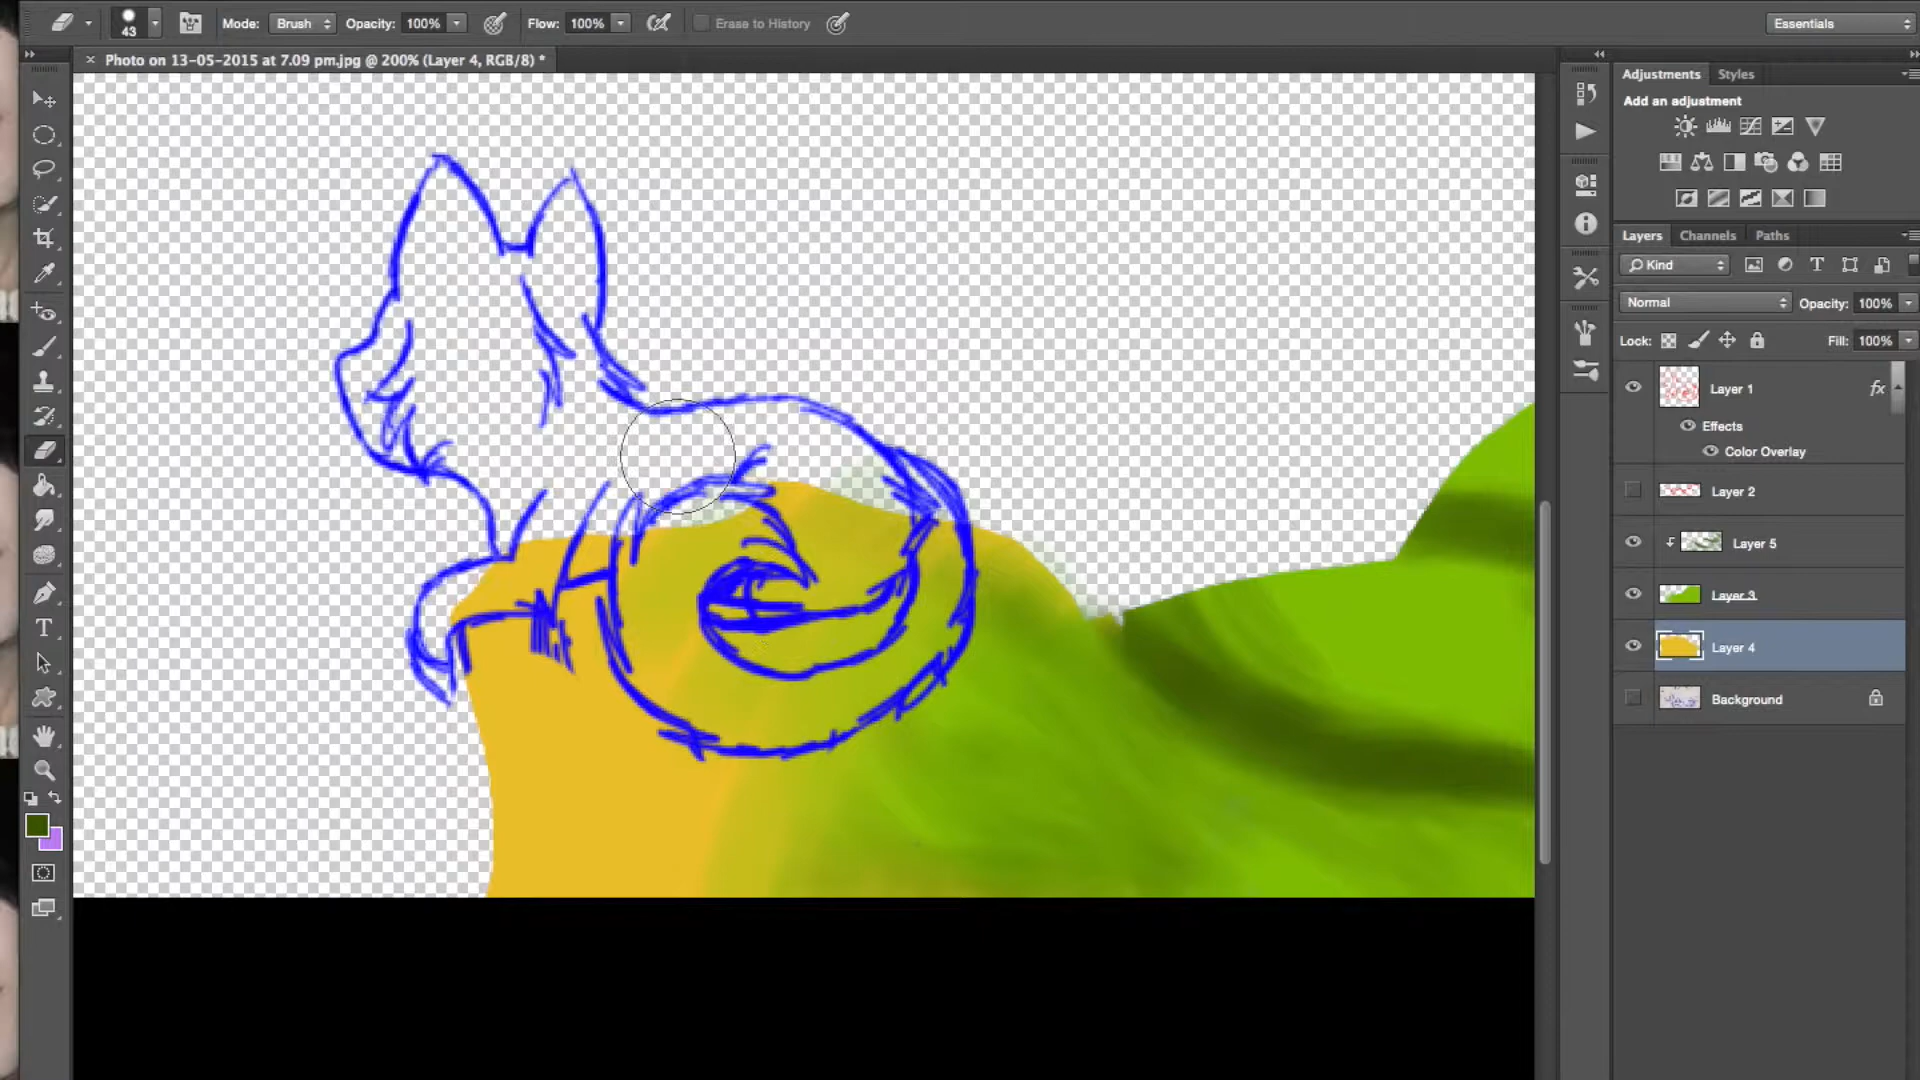 Mode: Brush Opacity: 100% Flow: 100% Erase to History Essentials
43
× Photo on 13-05-2015 at 7.09 pm.jpg @ 200% (Layer 4, RGB/8) *
Adjustments Styles
Add an adjustment
Layers Channels Paths
Kind
Normal Opacity: 100%
Lock: Fill: 100%
Layer 1 fx
Effects
Color Overlay
Layer 2
Layer 5
Layer 3
Layer 4
Background